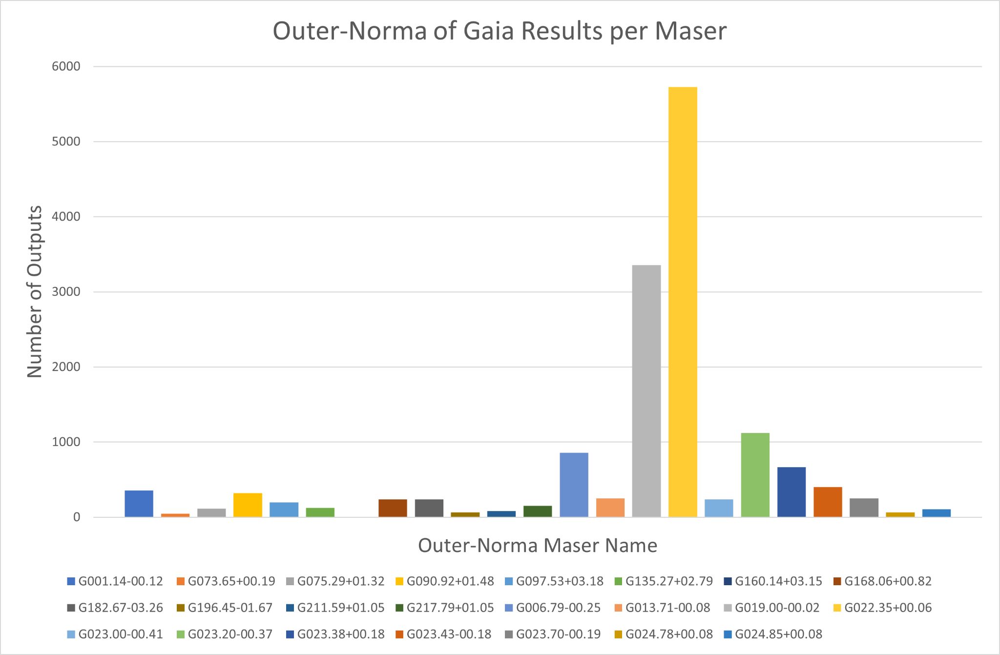 Outer-Norma of Gaia Results per Maser
Number of Outputs
6000
5000
4000
3000
2000
1000
0
Outer-Norma Maser Name
G001.14-00.12 G073.65+00.19 G075.29+01.32 G090.92+01.48 G097.53+03.18 G135.27+02.79 G160.14+03.15 G168.06+00.82
G182.67-03.26 G196.45-01.67 G211.59+01.05 G217.79+01.05 G006.79-00.25 G013.71-00.08 G019.00-00.02 G022.35+00.06
G023.00-00.41 G023.20-00.37 G023.38+00.18 G023.43-00.18 G023.70-00.19 G024.78+00.08 G024.85+00.08